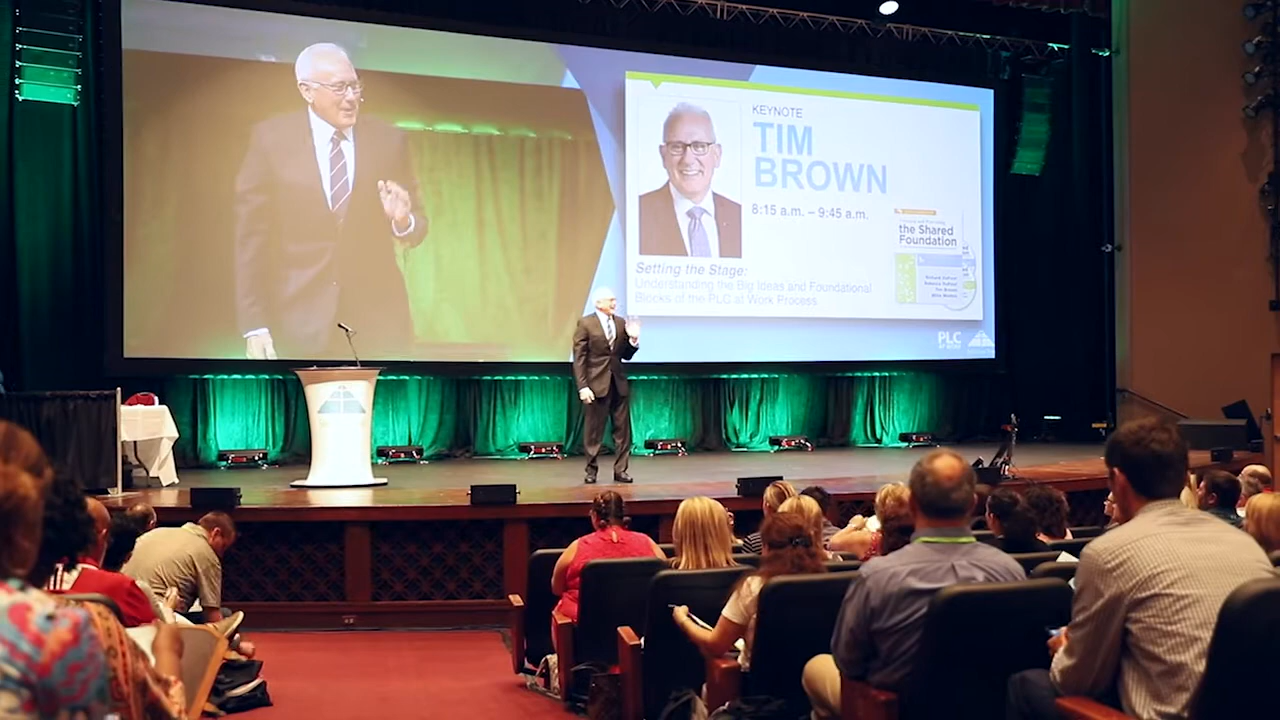 KEYNOTE
TIM
BROWN
8:15 a.m. – 9:45 a.m.
the Shared
Foundation
Setting the Stage:
Understanding the Big Ideas and Foundational
Blocks of the PLC at Work Process
PLC